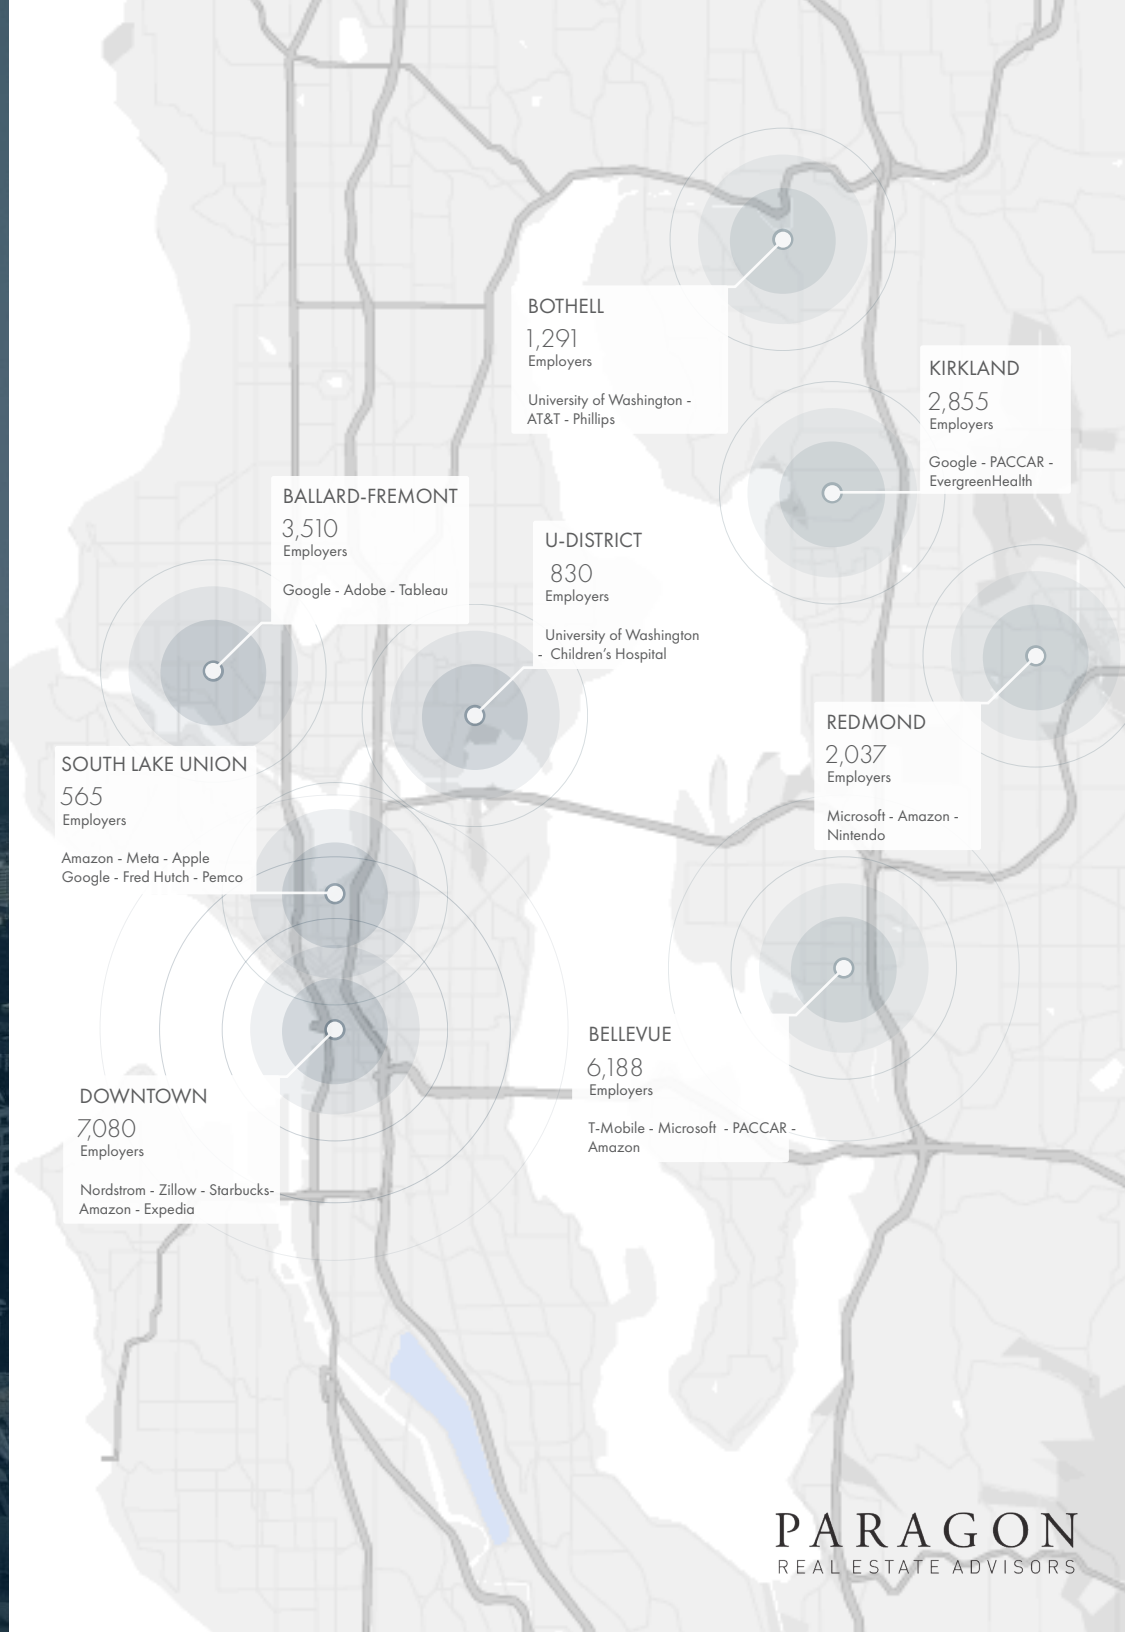 BOTHELL
1,291
Employers
University of Washington -
AT&T - Phillips
KIRKLAND
2,855
Employers
Google - PACCAR -
EvergreenHealth
BALLARD-FREMONT
3,510
Employers
Google - Adobe - Tableau
U-DISTRICT
830
Employers
University of Washington
- Children's Hospital
REDMOND
2,037
Employers
Microsoft - Amazon -
Nintendo
SOUTH LAKE UNION
565
Employers
Amazon - Meta - Apple
Google - Fred Hutch - Pemco
BELLEVUE
6,188
Employers
T-Mobile - Microsoft - PACCAR -
Amazon
DOWNTOWN
7,080
Employers
Nordstrom - Zillow - Starbucks-
Amazon - Expedia
PARAGON
REAL ESTATE ADVISORS